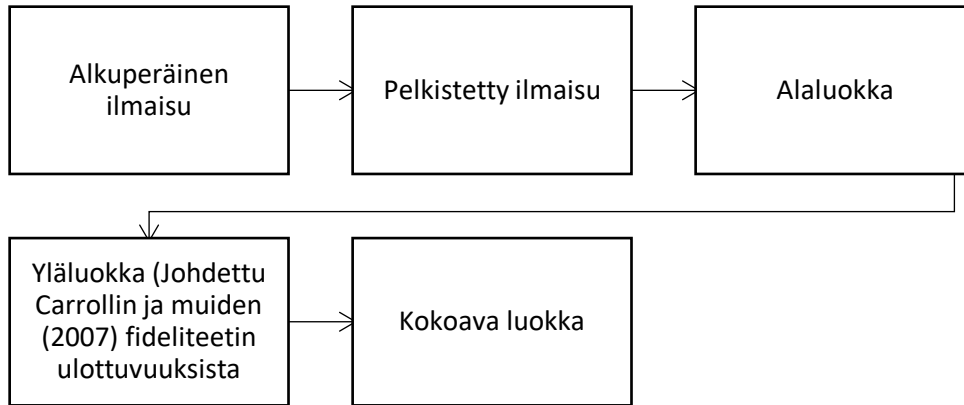 Alkuperäinen
ilmaisu
Pelkistetty ilmaisu
Alaluokka
Yläluokka (Johdettu
Carrollin ja muiden
(2007) fideliteetin
ulottuvuuksista
Kokoava luokka